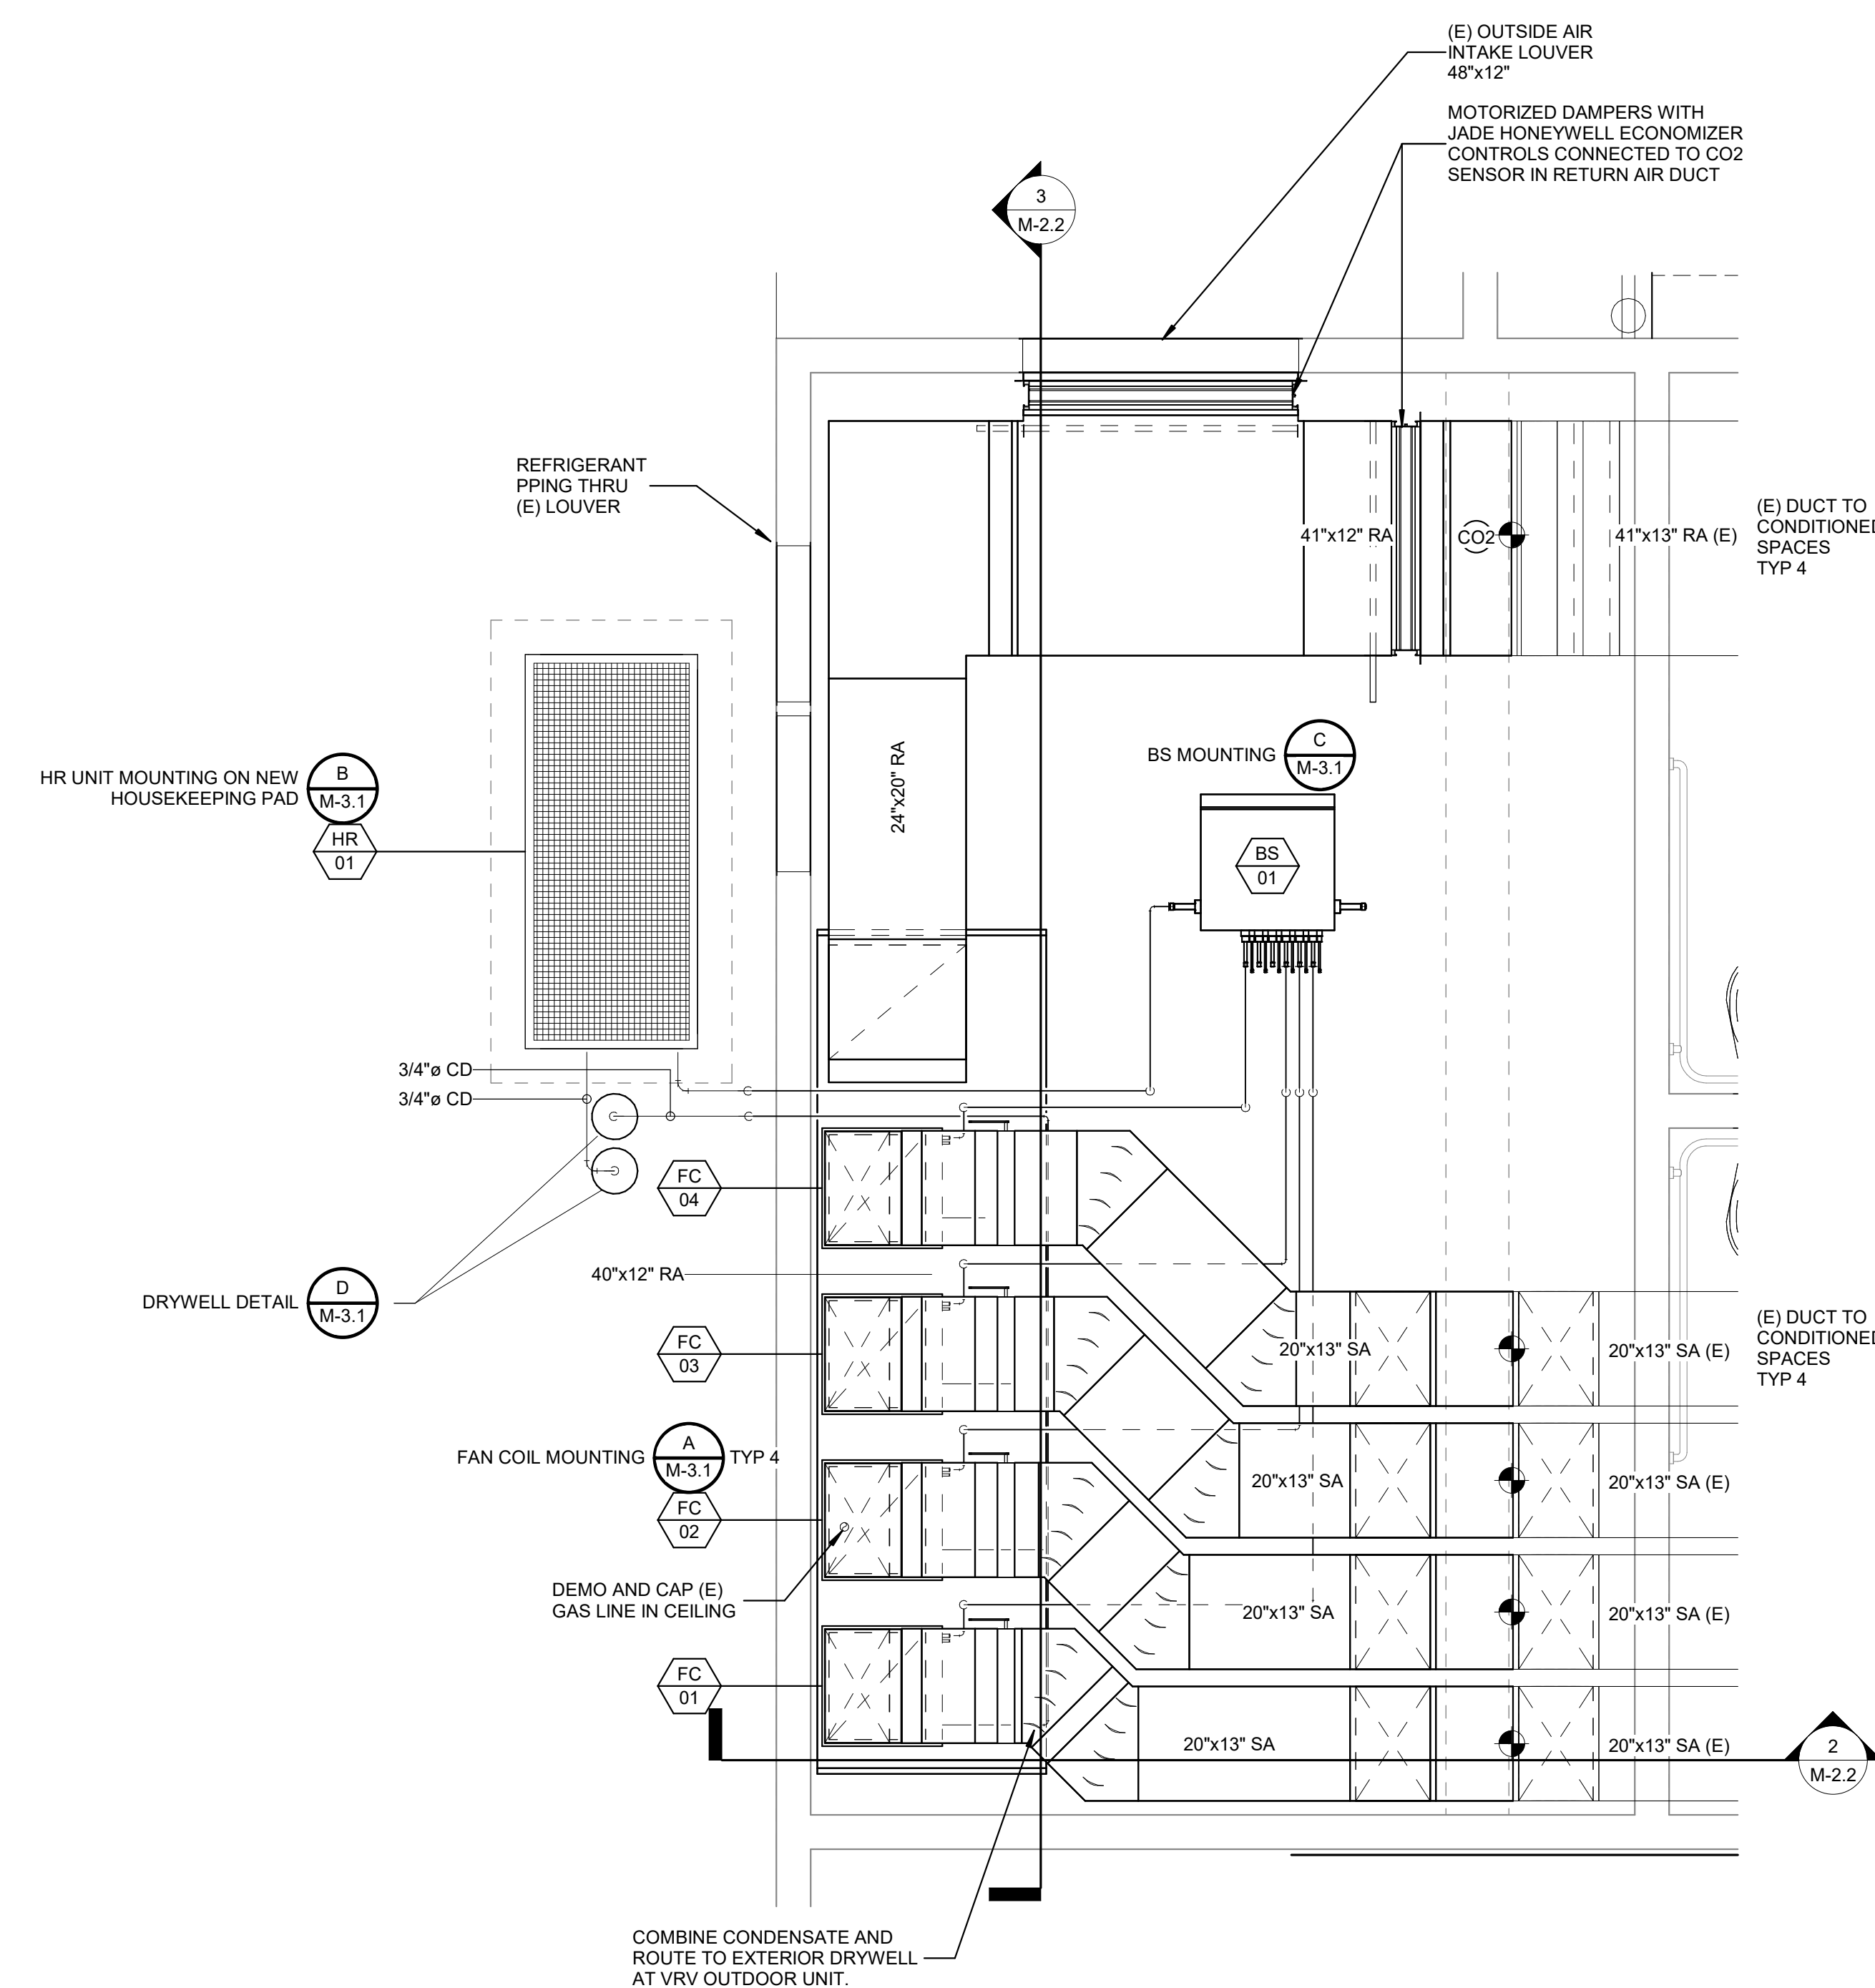 (E) OUTSIDE AIR
INTAKE LOUVER
48"x12"
MOTORIZED DAMPERS WITH
JADE HONEYWELL ECONOMIZER
CONTROLS CONNECTED TO CO2
SENSOR IN RETURN AIR DUCT
3
M-2.2
REFRIGERANT
PPING THRU
(E) LOUVER
41"x12" RA
CO2
41"x13" RA (E)
(E) DUCT TO
CONDITIONED
SPACES
TYP 4
24"x20" RA
BS MOUNTING
C
M-3.1
HR UNIT MOUNTING ON NEW
HOUSEKEEPING PAD
B
M-3.1
HR
01
BS
01
3/4"ø CD
3/4"ø CD
FC
04
40"x12" RA
DRYWELL DETAIL
D
M-3.1
FC
03
20"x13" SA
20"x13" SA (E)
(E) DUCT TO
CONDITIONED
SPACES
TYP 4
FAN COIL MOUNTING
A
M-3.1
TYP 4
FC
02
20"x13" SA
20"x13" SA (E)
DEMO AND CAP (E)
GAS LINE IN CEILING
20"x13" SA
20"x13" SA (E)
FC
01
20"x13" SA
20"x13" SA (E)
2
M-2.2
COMBINE CONDENSATE AND
ROUTE TO EXTERIOR DRYWELL
AT VRV OUTDOOR UNIT.